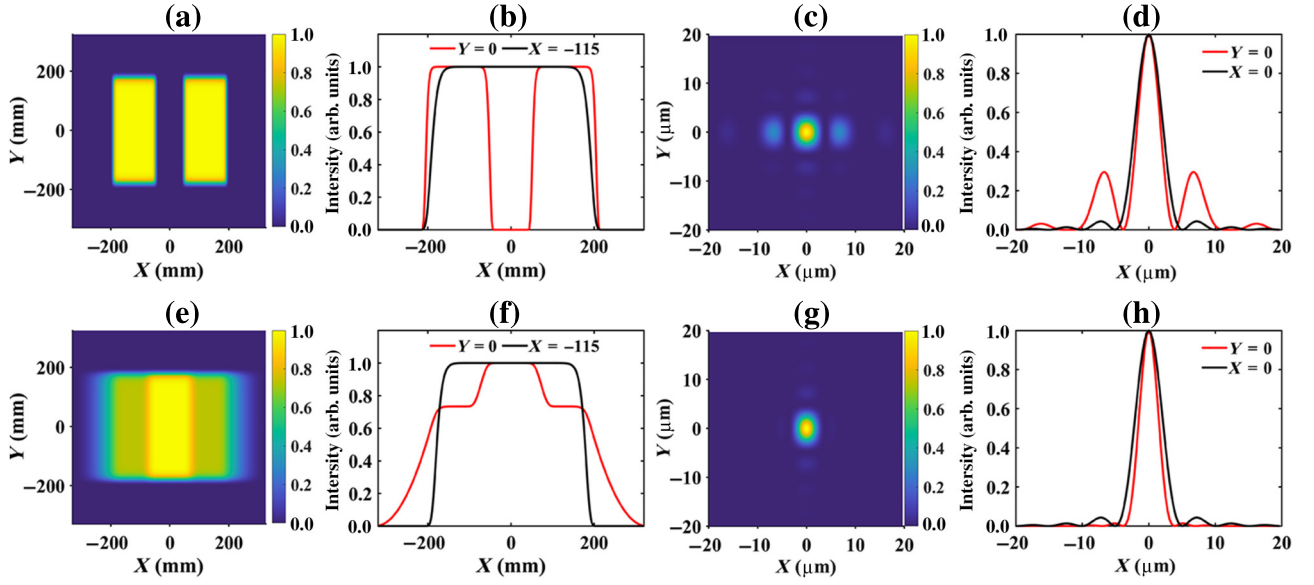 (a)
(b)
(c)
(d)
200
0
−200
Y (mm)
−200 0 200
X (mm)
1.0
0.8
0.6
0.4
0.2
0.0
Intersity (arb. units)
1.0
0.8
0.6
0.4
0.2
0.0
Y = 0 X = −115
−200 0 200
X (mm)
Y (μm)
20
10
0
−10
−20
−20 −10 0 10 20
X (μm)
1.0
0.8
0.6
0.4
0.2
0.0
Intersity (arb. units)
1.0
0.8
0.6
0.4
0.2
0.0
Y = 0
X = 0
−20 −10 0 10 20
X (μm)
(e)
(f)
(g)
(h)
200
0
−200
Y (mm)
−200 0 200
X (mm)
1.0
0.8
0.6
0.4
0.2
0.0
Intersity (arb. units)
1.0
0.8
0.6
0.4
0.2
0.0
Y = 0 X = −115
−200 0 200
X (mm)
Y (μm)
20
10
0
−10
−20
−20 −10 0 10 20
X (μm)
1.0
0.8
0.6
0.4
0.2
0.0
Intersity (arb. units)
1.0
0.8
0.6
0.4
0.2
0.0
Y = 0
X = 0
−20 −10 0 10 20
X (μm)